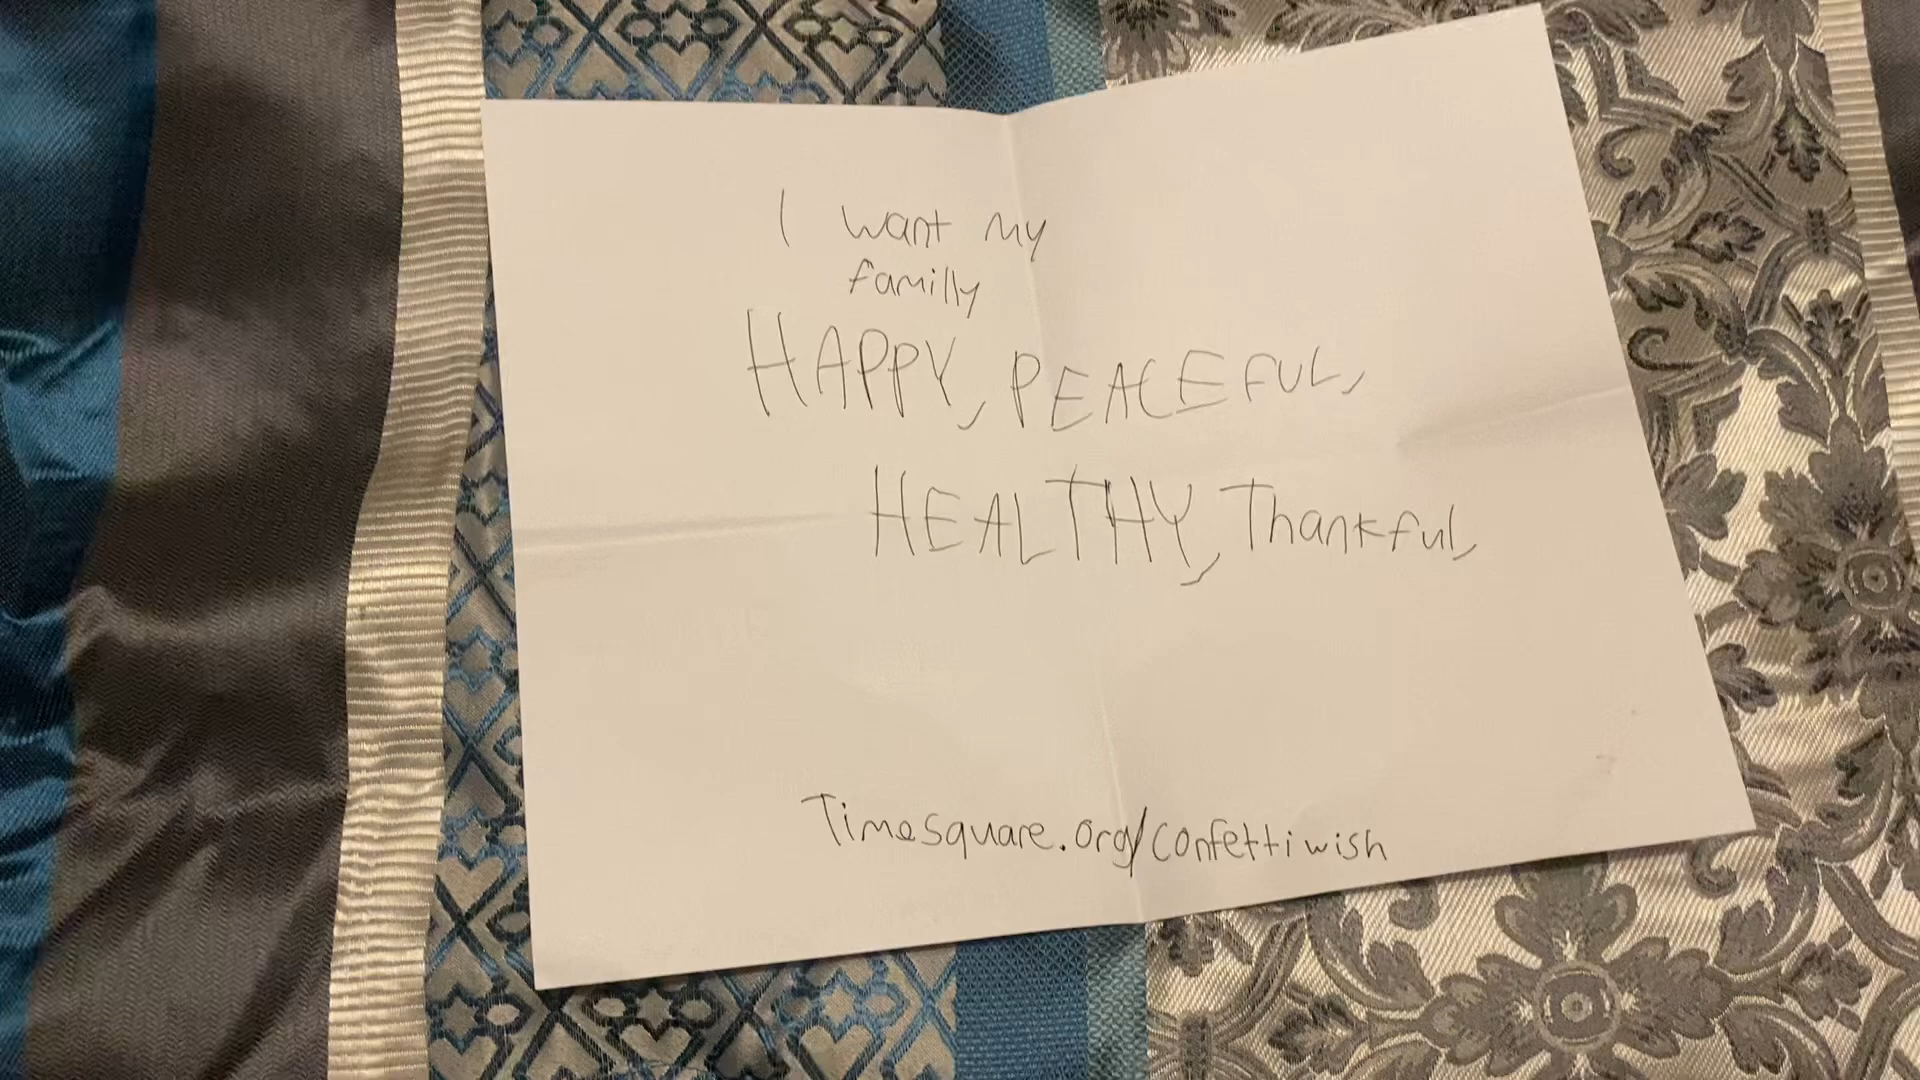 I want my
familly
HAPPY, PEACEFUL,
HEALTHY, Thankful,
Timesquare.org/confettiwish